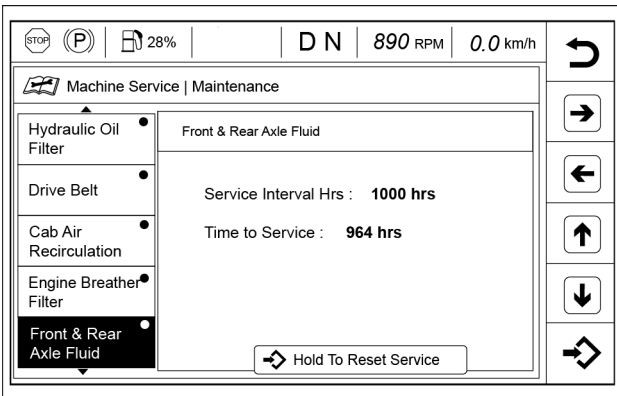 STOP P 28% D N 890 RPM 0.0 km/h
Machine Service | Maintenance
Hydraulic Oil
Filter
Drive Belt
Cab Air
Recirculation
Engine Breather
Filter
Front & Rear
Axle Fluid
Front & Rear Axle Fluid
Service Interval Hrs : 1000 hrs
Time to Service : 964 hrs
Hold To Reset Service